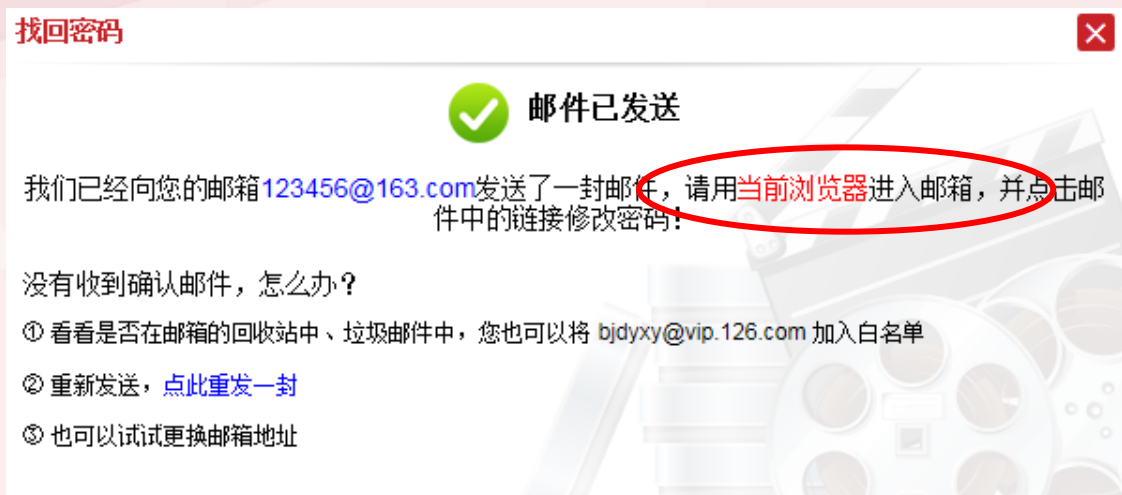 找回密码
邮件已发送
我们已经向您的邮箱123456@163.com发送了一封邮件，请用当前浏览器进入邮箱，并点击邮
件中的链接修改密码！
没有收到确认邮件，怎么办？
① 看看是否在邮箱的回收站中、垃圾邮件中，您也可以将 bjdyxy@vip.126.com 加入白名单
② 重新发送，点此重发一封
③ 也可以试试更换邮箱地址